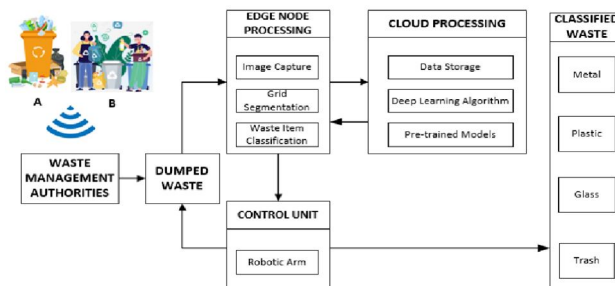 A
B
WASTE
MANAGEMENT
AUTHORITIES
DUMPED
WASTE
EDGE NODE
PROCESSING
Image Capture
Grid
Segmentation
Waste Item
Classification
CLOUD PROCESSING
Data Storage
Deep Learning Algorithm
Pre-trained Models
CONTROL UNIT
Robotic Arm
CLASSIFIED
WASTE
Metal
Plastic
Glass
Trash